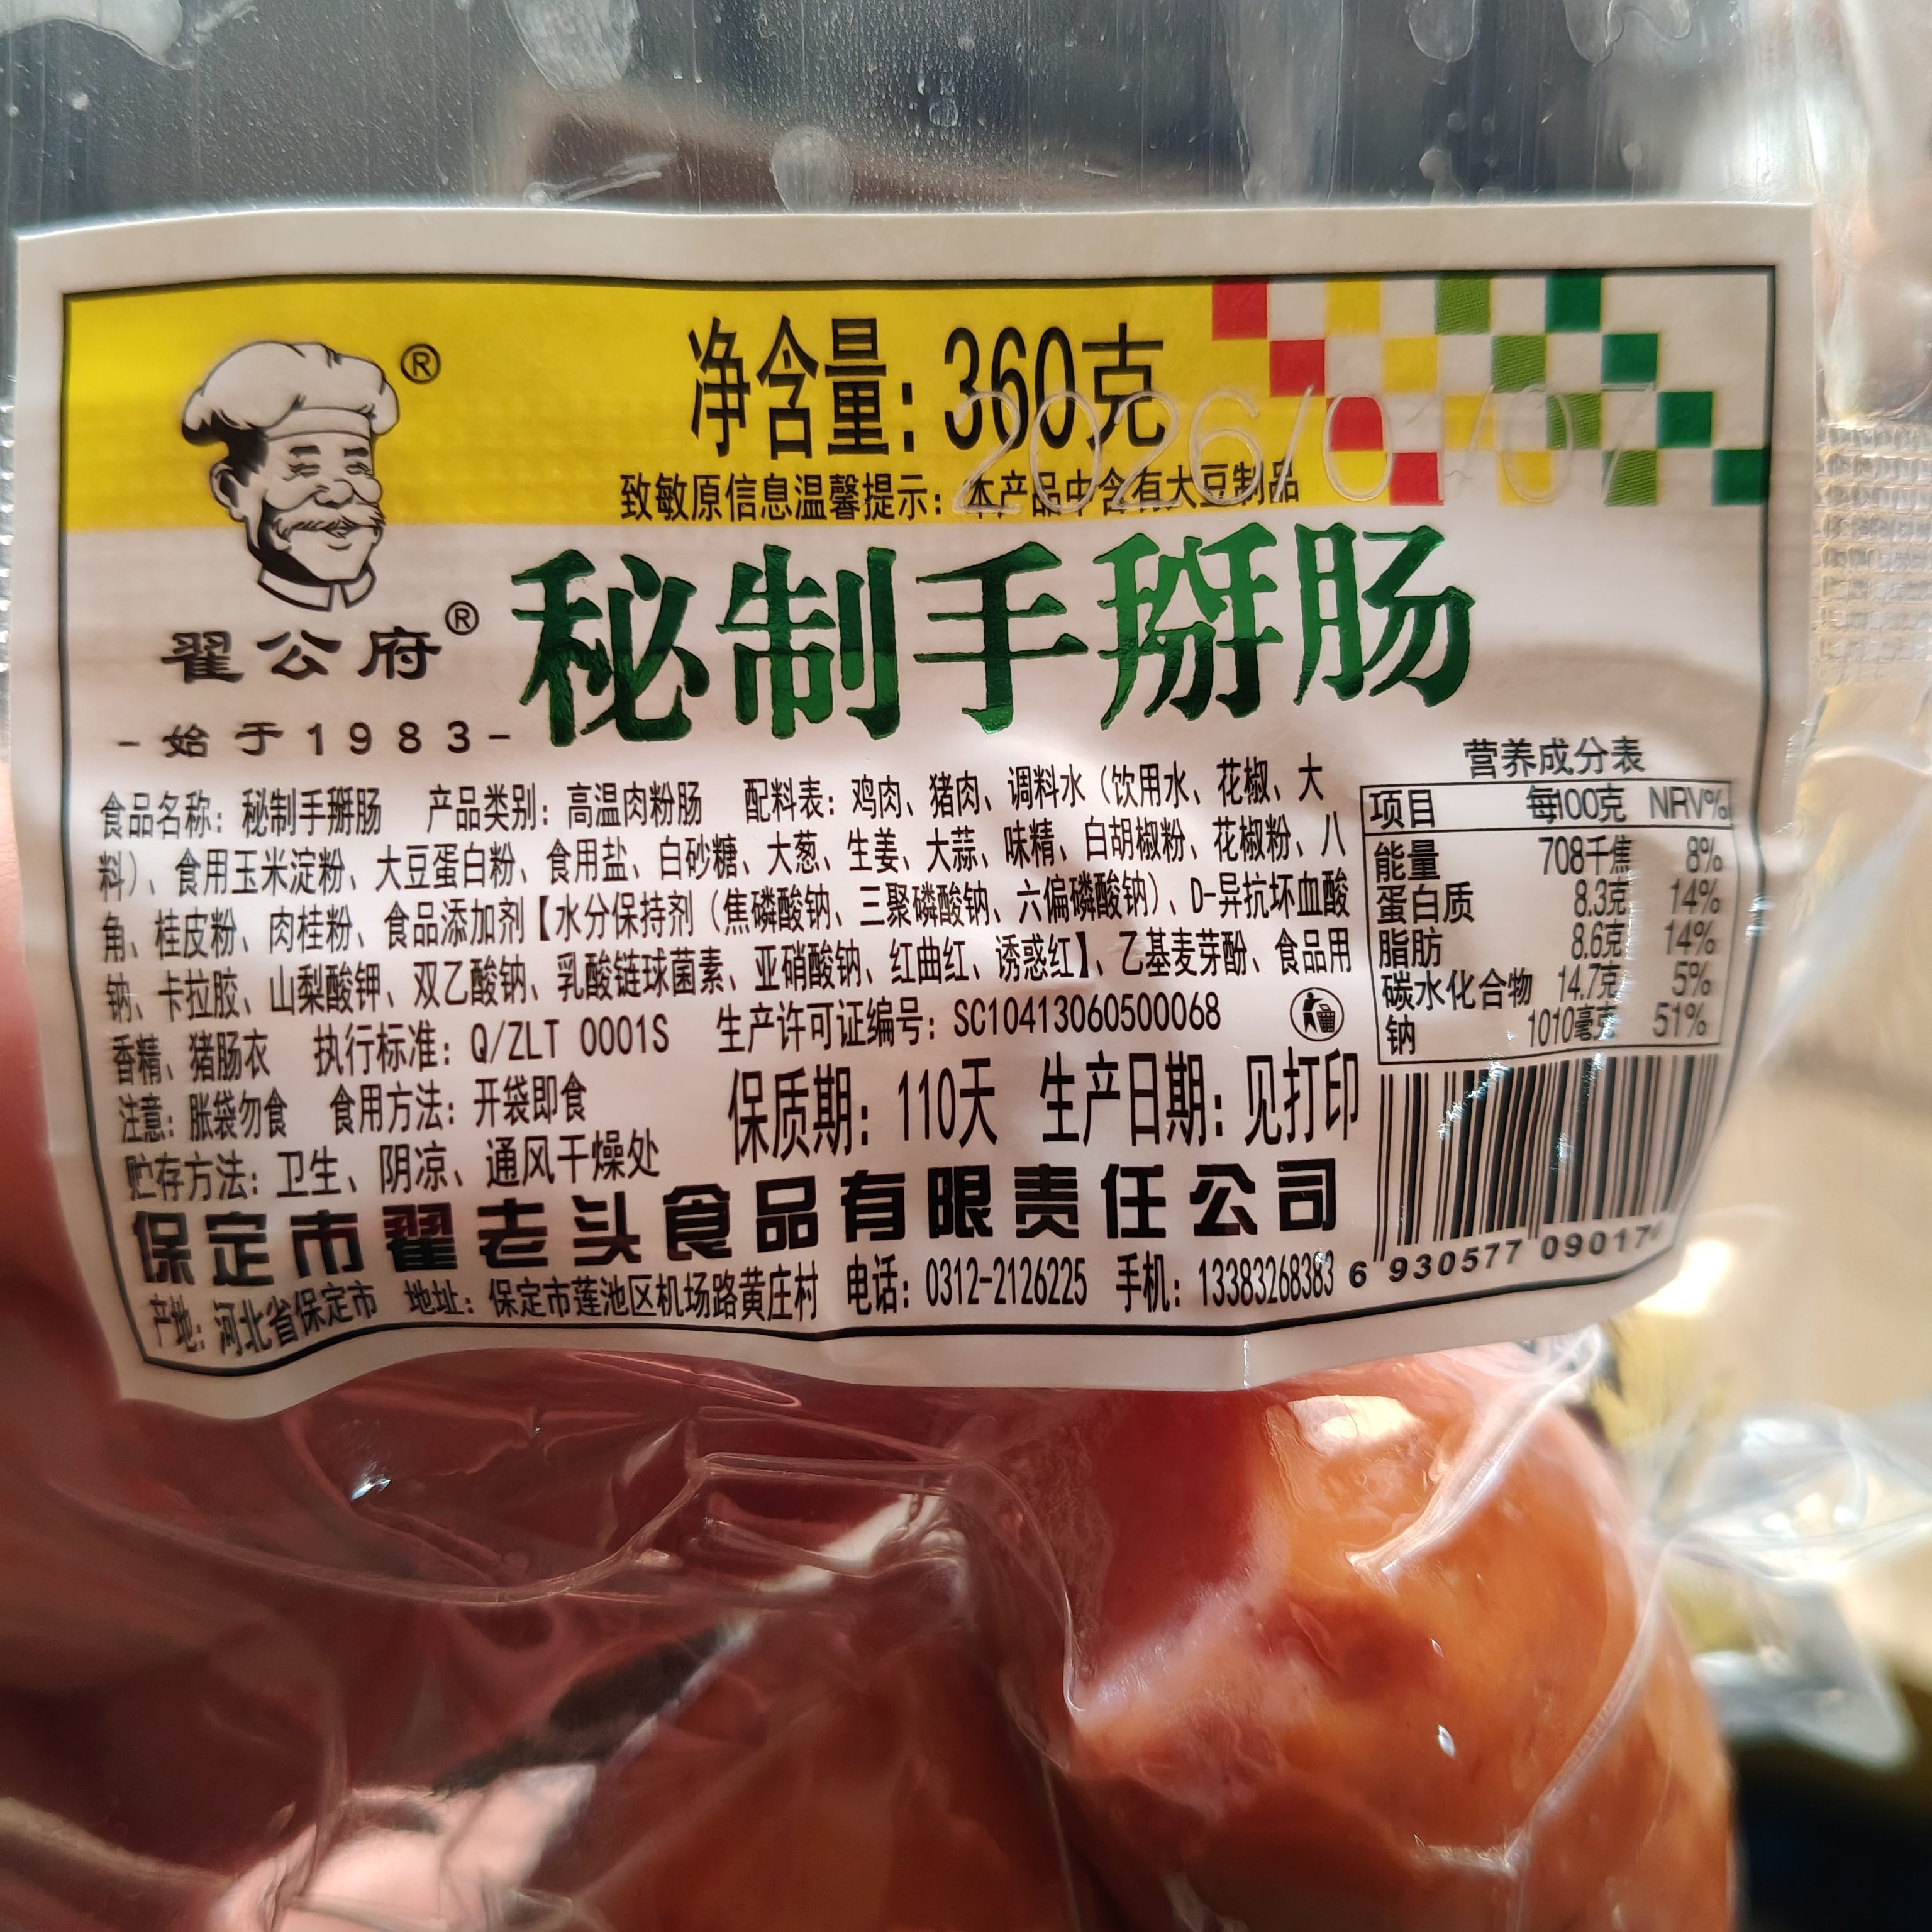 净含量：360克
致敏原信息温馨提示：本产品中含有大豆制品
®
翟公府®
-始于1983-
秘制手掰肠
食品名称：秘制手掰肠 产品类别：高温肉粉肠 配料表：鸡肉、猪肉、调料水（饮用水、花椒、大
料）、食用玉米淀粉、大豆蛋白粉、食用盐、白砂糖、大葱、生姜、大蒜、味精、白胡椒粉、花椒粉、八
角、桂皮粉、肉桂粉、食品添加剂【水分保持剂（焦磷酸钠、三聚磷酸钠、六偏磷酸钠）、D-异抗坏血酸
钠、卡拉胶、山梨酸钾、双乙酸钠、乳酸链球菌素、亚硝酸钠、红曲红、诱惑红】、乙基麦芽酚、食品用
香精、猪肠衣 执行标准：Q/ZLT 0001S 生产许可证编号：SC10413060500068
注意：胀袋勿食 食用方法：开袋即食
贮存方法：卫生、阴凉、通风干燥处
保质期：110天 生产日期：见打印
保定市翟老头食品有限责任公司
产地：河北省保定市 地址：保定市莲池区机场路黄庄村 电话：0312-2126225 手机：13383268383
营养成分表
项目 每100克 NRV%
能量 708千焦 8%
蛋白质 8.3克 14%
脂肪 8.6克 14%
碳水化合物 14.7克 5%
钠 1010毫克 51%
6 930577 09017